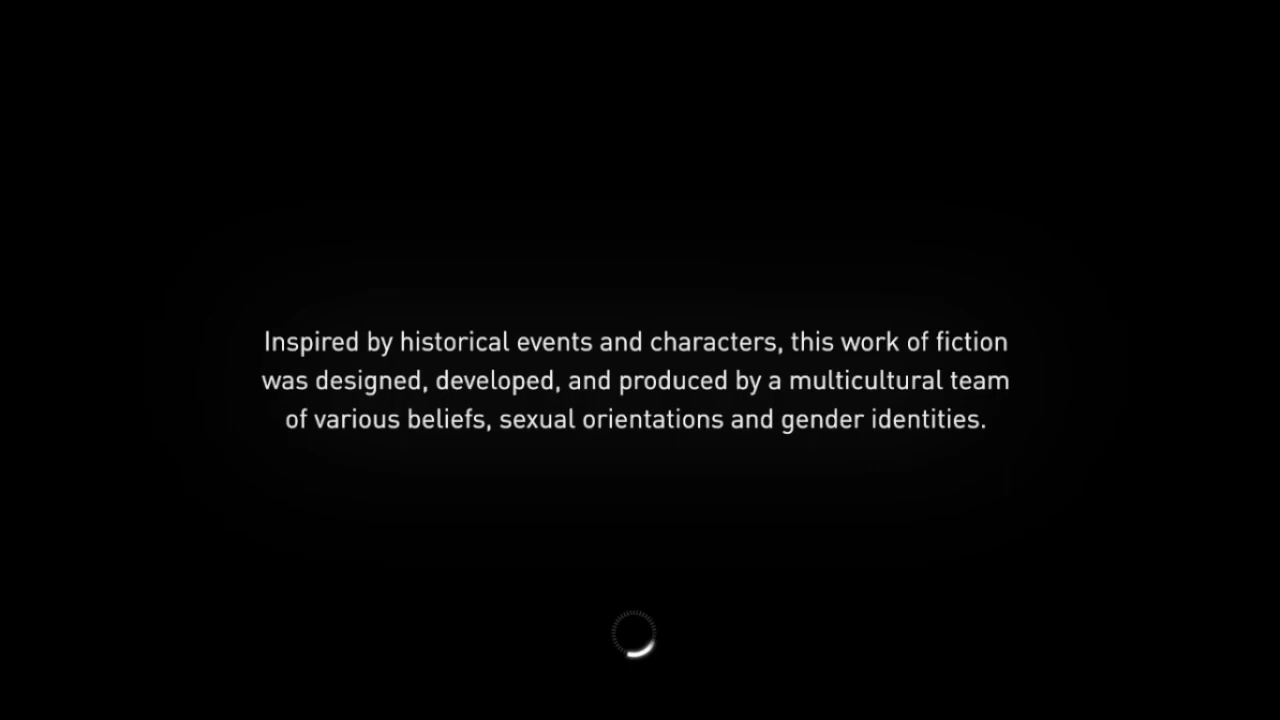 Inspired by historical events and characters, this work of fiction
was designed, developed, and produced by a multicultural team
of various beliefs, sexual orientations and gender identities.